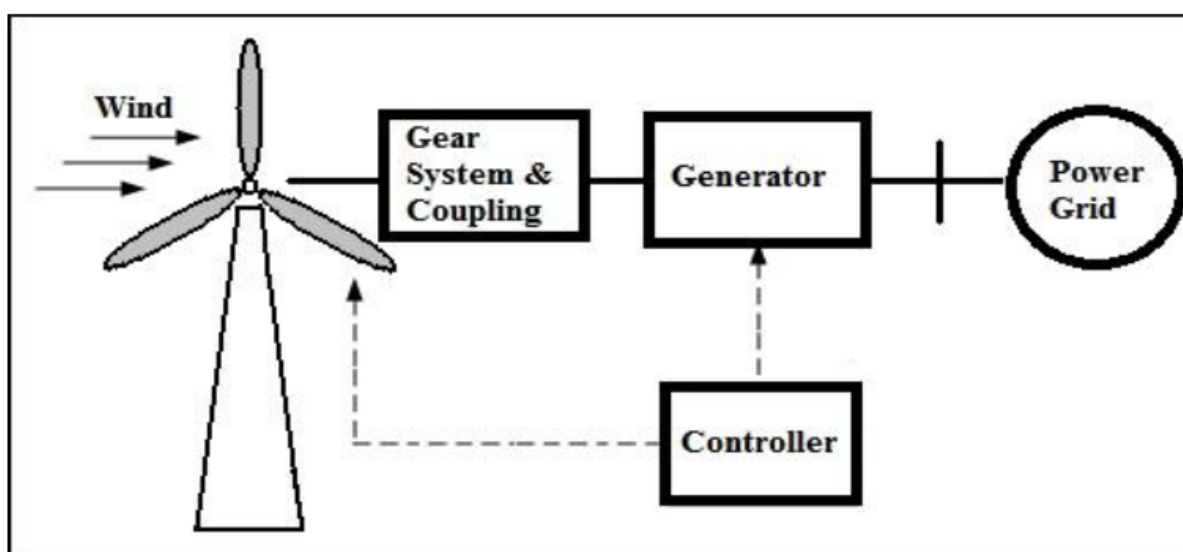 Wind
Gear
System &
Coupling
Generator
Power
Grid
Controller